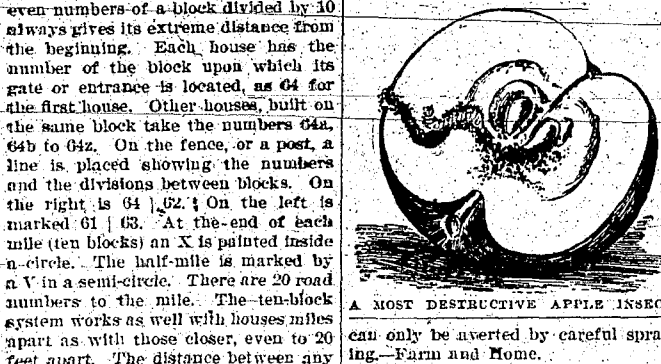 even numbers of a block divided by 10
always gives its extreme distance from
the beginning. Each house has the
number of the block upon which its
gate or entrance is located, as 64 for
the first house. Other houses, built on
the same block take the numbers 64a,
64b to 64z. On the fence, or a post, a
line is placed showing the numbers
and the divisions between blocks. On
the right is 64 | 62. On the left is
marked 61 | 63. At the end of each
mile (ten blocks) an X is painted inside
a circle. The half-mile is marked by
a V in a semi-circle. There are 20 road
numbers to the mile. The ten-block
system works as well with houses miles
apart as with those closer, even to 20
feet apart. The distance between any
A MOST DESTRUCTIVE APPLE INSEC
can only be averted by careful spra
ing.—Farm and Home.